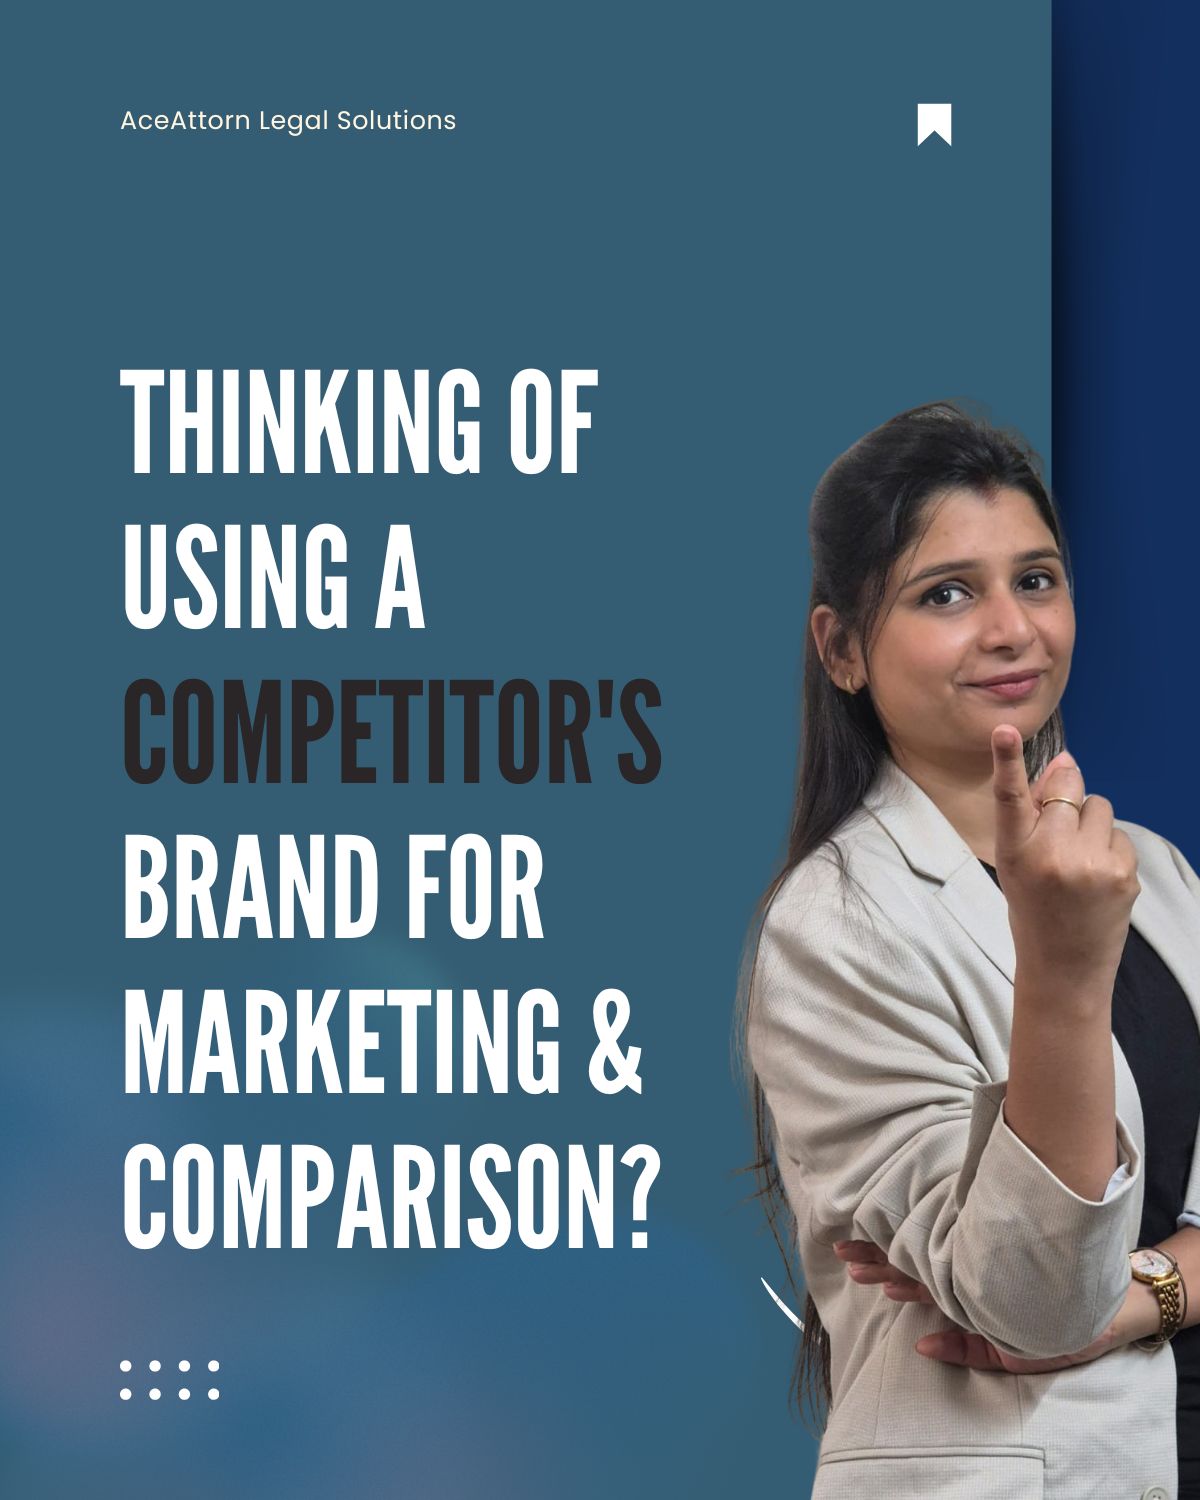 AceAttorn Legal Solutions
THINKING OF
USING A
COMPETITOR'S
BRAND FOR
MARKETING &
COMPARISON?